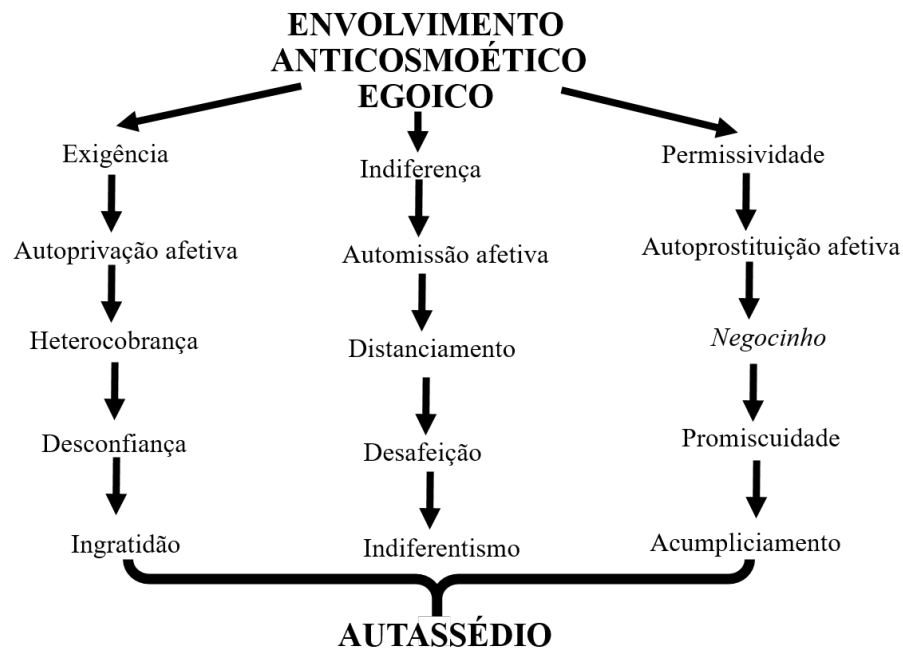 ENVOLVIMENTO
ANTICOSMOÉTICO
EGOICO
Exigência
Indiferença
Permissividade
Autoprivação afetiva
Automissão afetiva
Autoprostituição afetiva
Heterocobrança
Distanciamento
Negocinho
Desconfiança
Desafeição
Promiscuidade
Ingratidão
Indiferentismo
Acumpliciamento
AUTASSÉDIO